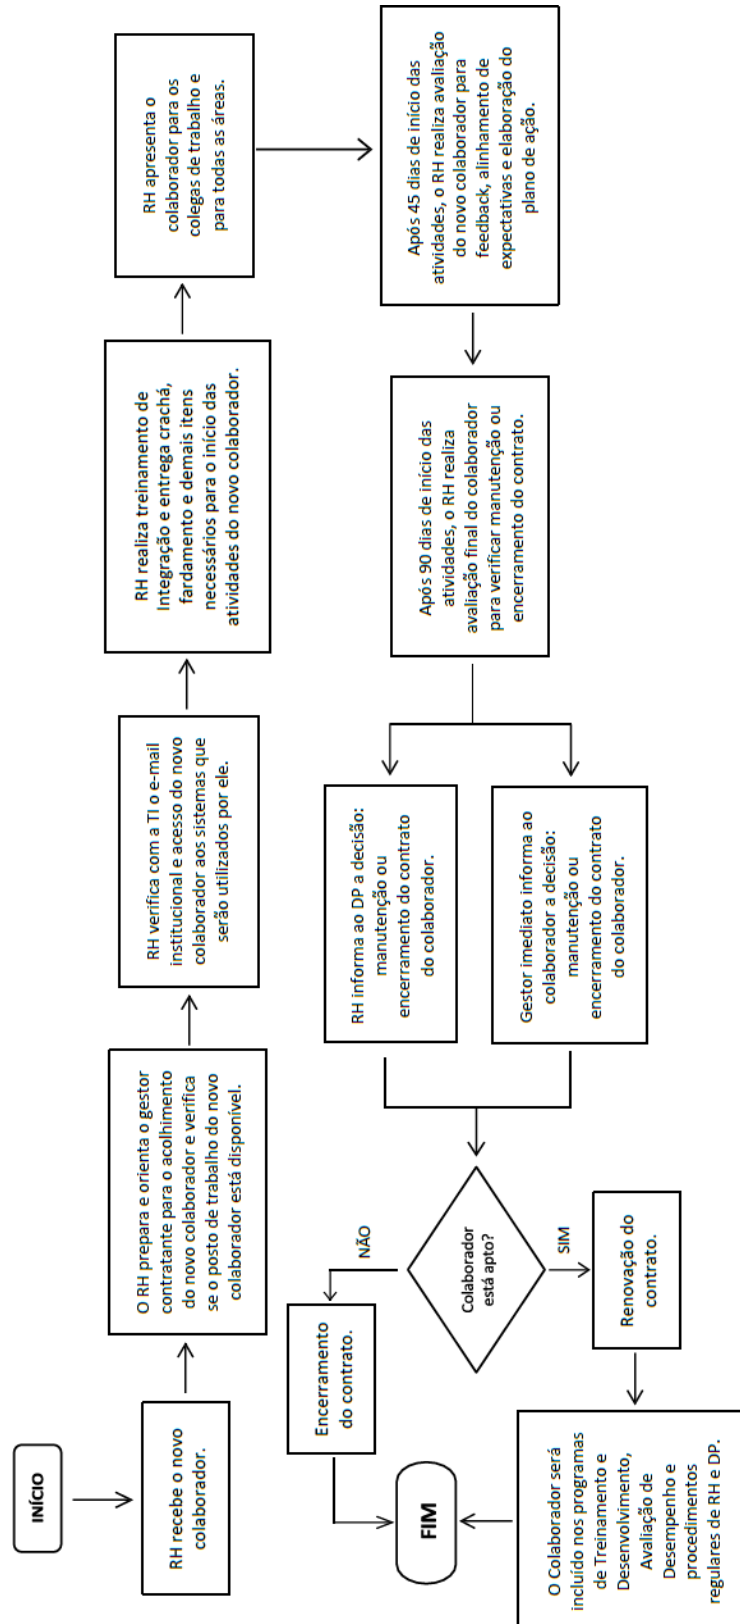 INÍCIO
RH recebe o novo
colaborador.
O RH prepara e orienta o gestor
contratante para o acolhimento
do novo colaborador e verifica
se o posto de trabalho do novo
colaborador está disponível.
RH verifica com a TI o e-mail
institucional e acesso do novo
colaborador aos sistemas que
serão utilizados por ele.
RH realiza treinamento de
Integração e entrega crachá,
fardamento e demais itens
necessários para o início das
atividades do novo colaborador.
RH apresenta o
colaborador para os
colegas de trabalho e
para todas as áreas.
Após 45 dias de início das
atividades, o RH realiza avaliação
do novo colaborador para
feedback, alinhamento de
expectativas e elaboração do
plano de ação.
Após 90 dias de início das
atividades, o RH realiza
avaliação final do colaborador
para verificar manutenção ou
encerramento do contrato.
RH informa ao DP a decisão:
manutenção ou
encerramento do contrato
do colaborador.
Gestor imediato informa ao
colaborador a decisão:
manutenção ou
encerramento do contrato
do colaborador.
Colaborador
está apto?
NÃO
Encerramento
do contrato.
SIM
Renovação do
contrato.
O Colaborador será
incluído nos programas
de Treinamento e
Desenvolvimento,
Avaliação de
Desempenho e
procedimentos
regulares de RH e DP.
FIM